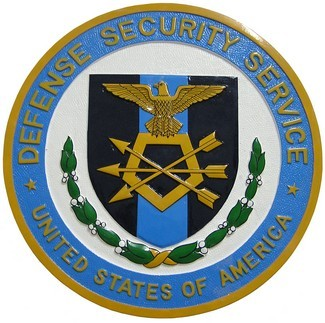 DEFENSE SECURITY SERVICE
UNITED STATES OF AMERICA